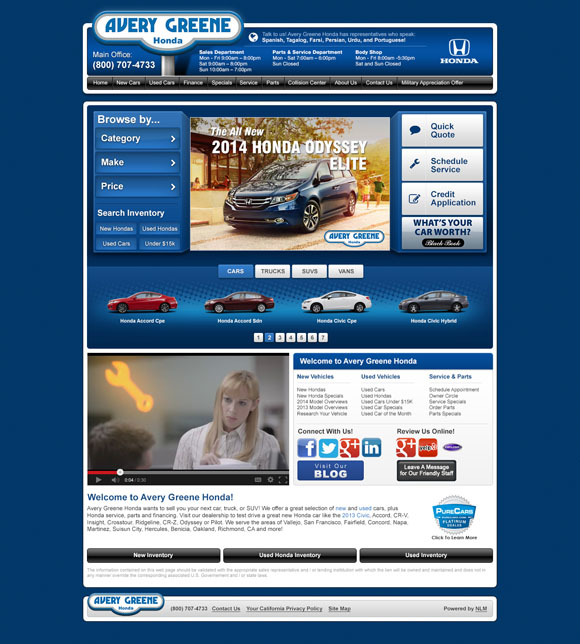 AVERY GREENE
Honda
Talk to us! Avery Greene Honda has representatives who speak:
Spanish, Tagalog, Farsi, Persian, Urdu, and Portuguese!
Main Office:
(800) 707-4733
Sales Department
Mon - Fri 9:00am – 8:00pm
Sat 9:00am – 8:00pm
Sun 10:00am – 7:00pm
Parts & Service Department
Mon - Sat 7:00am – 6:00pm
Sun Closed
Body Shop
Mon - Fri 8:00am -5:30pm
Sat and Sun Closed
HONDA
Home New Cars Used Cars Finance Specials Service Parts Collision Center About Us Contact Us Military Appreciation Offer
Browse by...
Category
Make
Price
Search Inventory
New Hondas Used Hondas
Used Cars Under $15k
The All New
2014 HONDA ODYSSEY
ELITE
AVERY GREENE
Honda
Quick
Quote
Schedule
Service
Credit
Application
WHAT'S YOUR
CAR WORTH?
Black Book
CARS TRUCKS SUVS VANS
Honda Accord Cpe Honda Accord Sdn Honda Civic Cpe Honda Civic Hybrid
1 2 3 4 5 6 7
0:04 / 0:30
Welcome to Avery Greene Honda
New Vehicles
New Hondas
New Honda Specials
2014 Model Overviews
2013 Model Overviews
Research Your Vehicle
Used Vehicles
Used Cars
Used Hondas
Used Cars Under $15K
Used Car Specials
Used Car of the Month
Service & Parts
Schedule Appointment
Owner Circle
Service Specials
Order Parts
Parts Specials
Connect With Us!
Visit Our
BLOG
Review Us Online!
yelp
Leave A Message
for Our Friendly Staff
Welcome to Avery Greene Honda!
Avery Greene Honda wants to sell you your next car, truck, or SUV! We offer a great selection of new and used cars, plus
Honda service, parts and financing. Visit our dealership to test drive a great new Honda car like the 2013 Civic, Accord, CR-V,
Insight, Crosstour, Ridgeline, CR-Z, Odyssey or Pilot. We serve the areas of Vallejo, San Francisco, Fairfield, Concord, Napa,
Martinez, Suisun City, Hercules, Benicia, Oakland, Richmond, CA and more!
PURECARS
PLATINUM
DEALER
Click To Learn More
New Inventory Used Honda Inventory Used Inventory
The information contained on this web page should be validated with the appropriate sales representative and / or lending institution with which the loan will be owned and maintained and does not in
any manner override the corresponding associated U.S. Government and / or state laws.
AVERY GREENE
Honda
(800) 707-4733 Contact Us Your California Privacy Policy Site Map
Powered by NLM